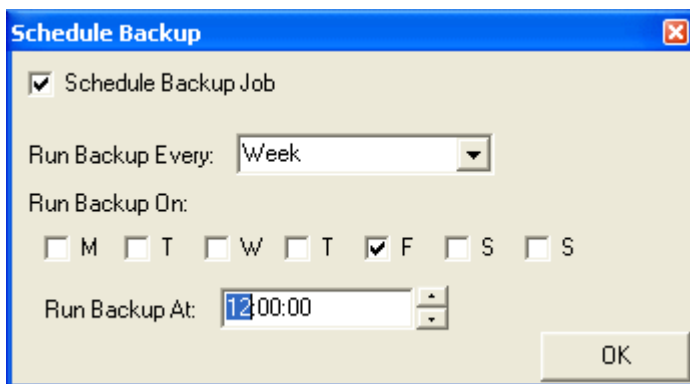 Schedule Backup
Schedule Backup Job
Run Backup Every: Week
Run Backup On:
M T W T F S S
Run Backup At: 12:00:00
OK